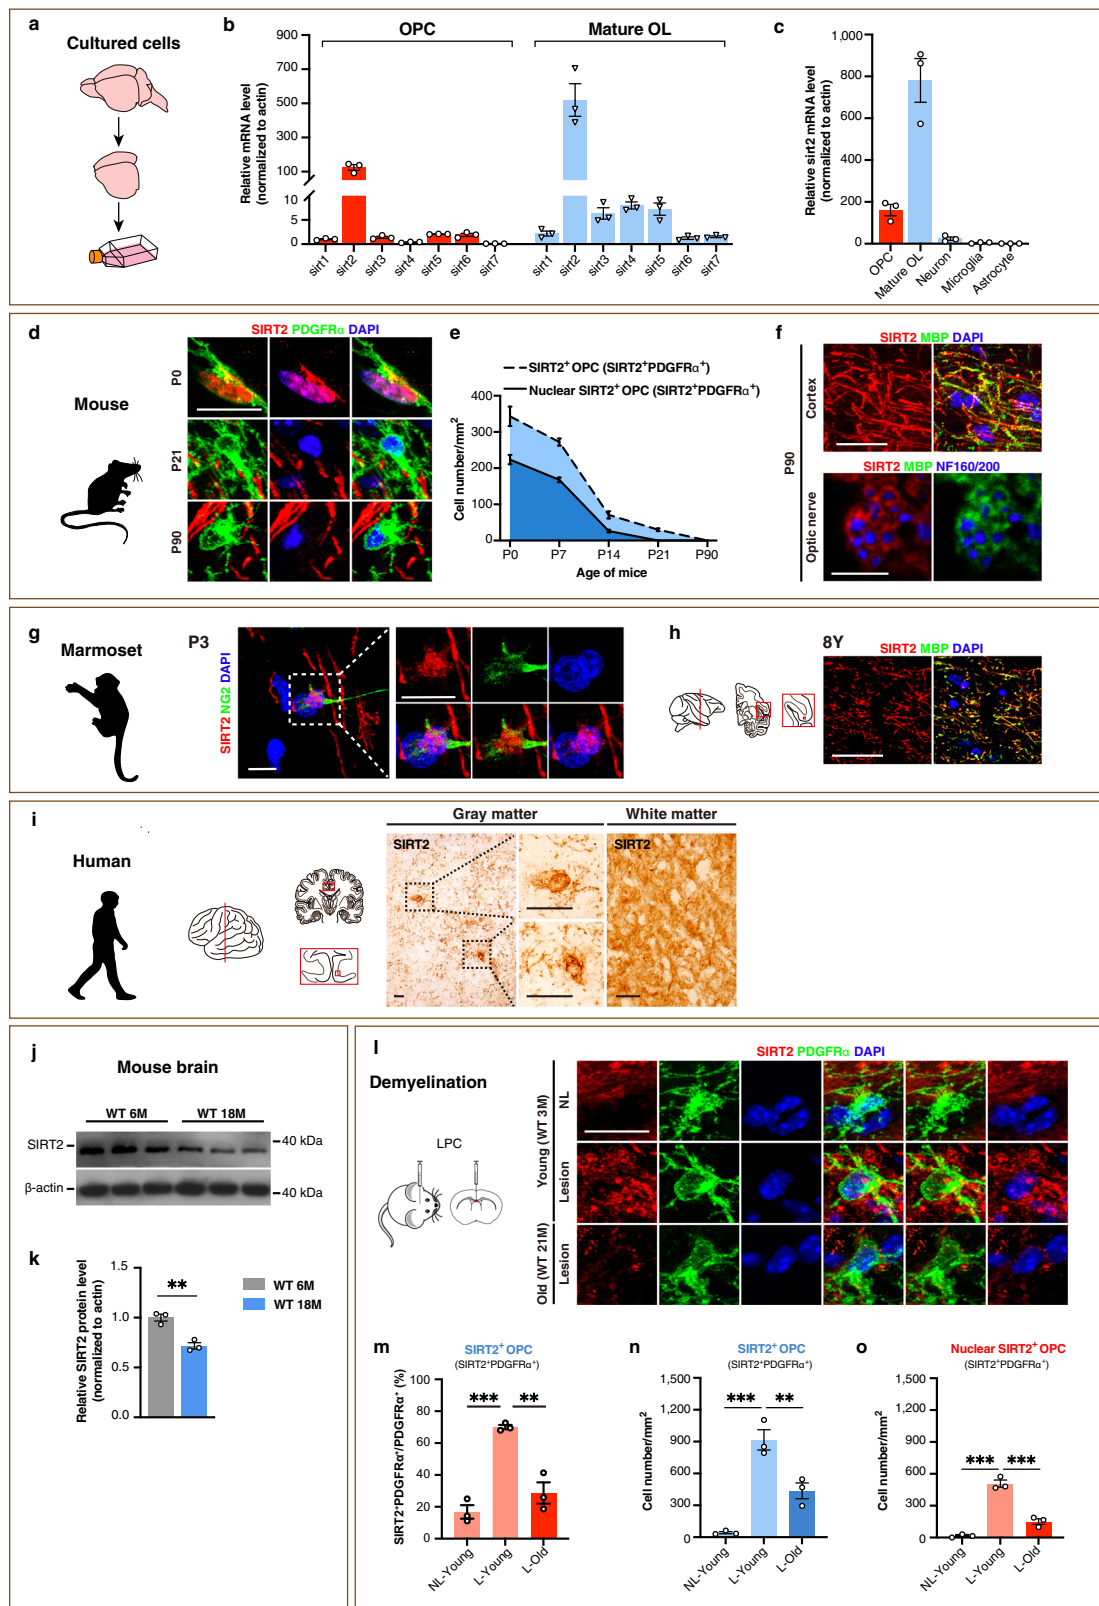 a
Cultured cells
b
OPC
Mature OL
Relative mRNA level
(normalized to actin)
900
700
500
300
100
10
5
0
sirt1
sirt2
sirt3
sirt4
sirt5
sirt6
sirt7
sirt1
sirt2
sirt3
sirt4
sirt5
sirt6
sirt7
c
Relative sirt2 mRNA level
(normalized to actin)
1,000
800
600
400
200
0
OPC
Mature OL
Neuron
Microglia
Astrocyte
d
Mouse
SIRT2 PDGFRα DAPI
P0
P21
P90
e
SIRT2⁺ OPC (SIRT2⁺PDGFRα⁺)
Nuclear SIRT2⁺ OPC (SIRT2⁺PDGFRα⁺)
Cell number/mm²
400
300
200
100
0
P0
P7
P14
P21
P90
Age of mice
f
SIRT2 MBP DAPI
Cortex
P90
SIRT2 MBP NF160/200
Optic nerve
g
Marmoset
P3
SIRT2 NG2 DAPI
h
8Y
SIRT2 MBP DAPI
i
Human
Gray matter
White matter
SIRT2
SIRT2
j
Mouse brain
WT 6M
WT 18M
SIRT2
40 kDa
β-actin
40 kDa
k
Relative SIRT2 protein level
(normalized to actin)
1.5
1.0
0.5
0.0
**
WT 6M
WT 18M
l
Demyelination
LPC
SIRT2 PDGFRα DAPI
Young (WT 3M)
NL
Lesion
Old (WT 21M)
Lesion
m
SIRT2⁺ OPC
(SIRT2⁺PDGFRα⁺)
SIRT2⁺PDGFRα⁺/PDGFRα⁺ (%)
100
80
60
40
20
0
***
**
NL-Young
L-Young
L-Old
n
SIRT2⁺ OPC
(SIRT2⁺PDGFRα⁺)
Cell number/mm²
1,500
1,200
900
600
300
0
***
**
NL-Young
L-Young
L-Old
o
Nuclear SIRT2⁺ OPC
(SIRT2⁺PDGFRα⁺)
Cell number/mm²
1,500
1,200
900
600
300
0
***
***
NL-Young
L-Young
L-Old